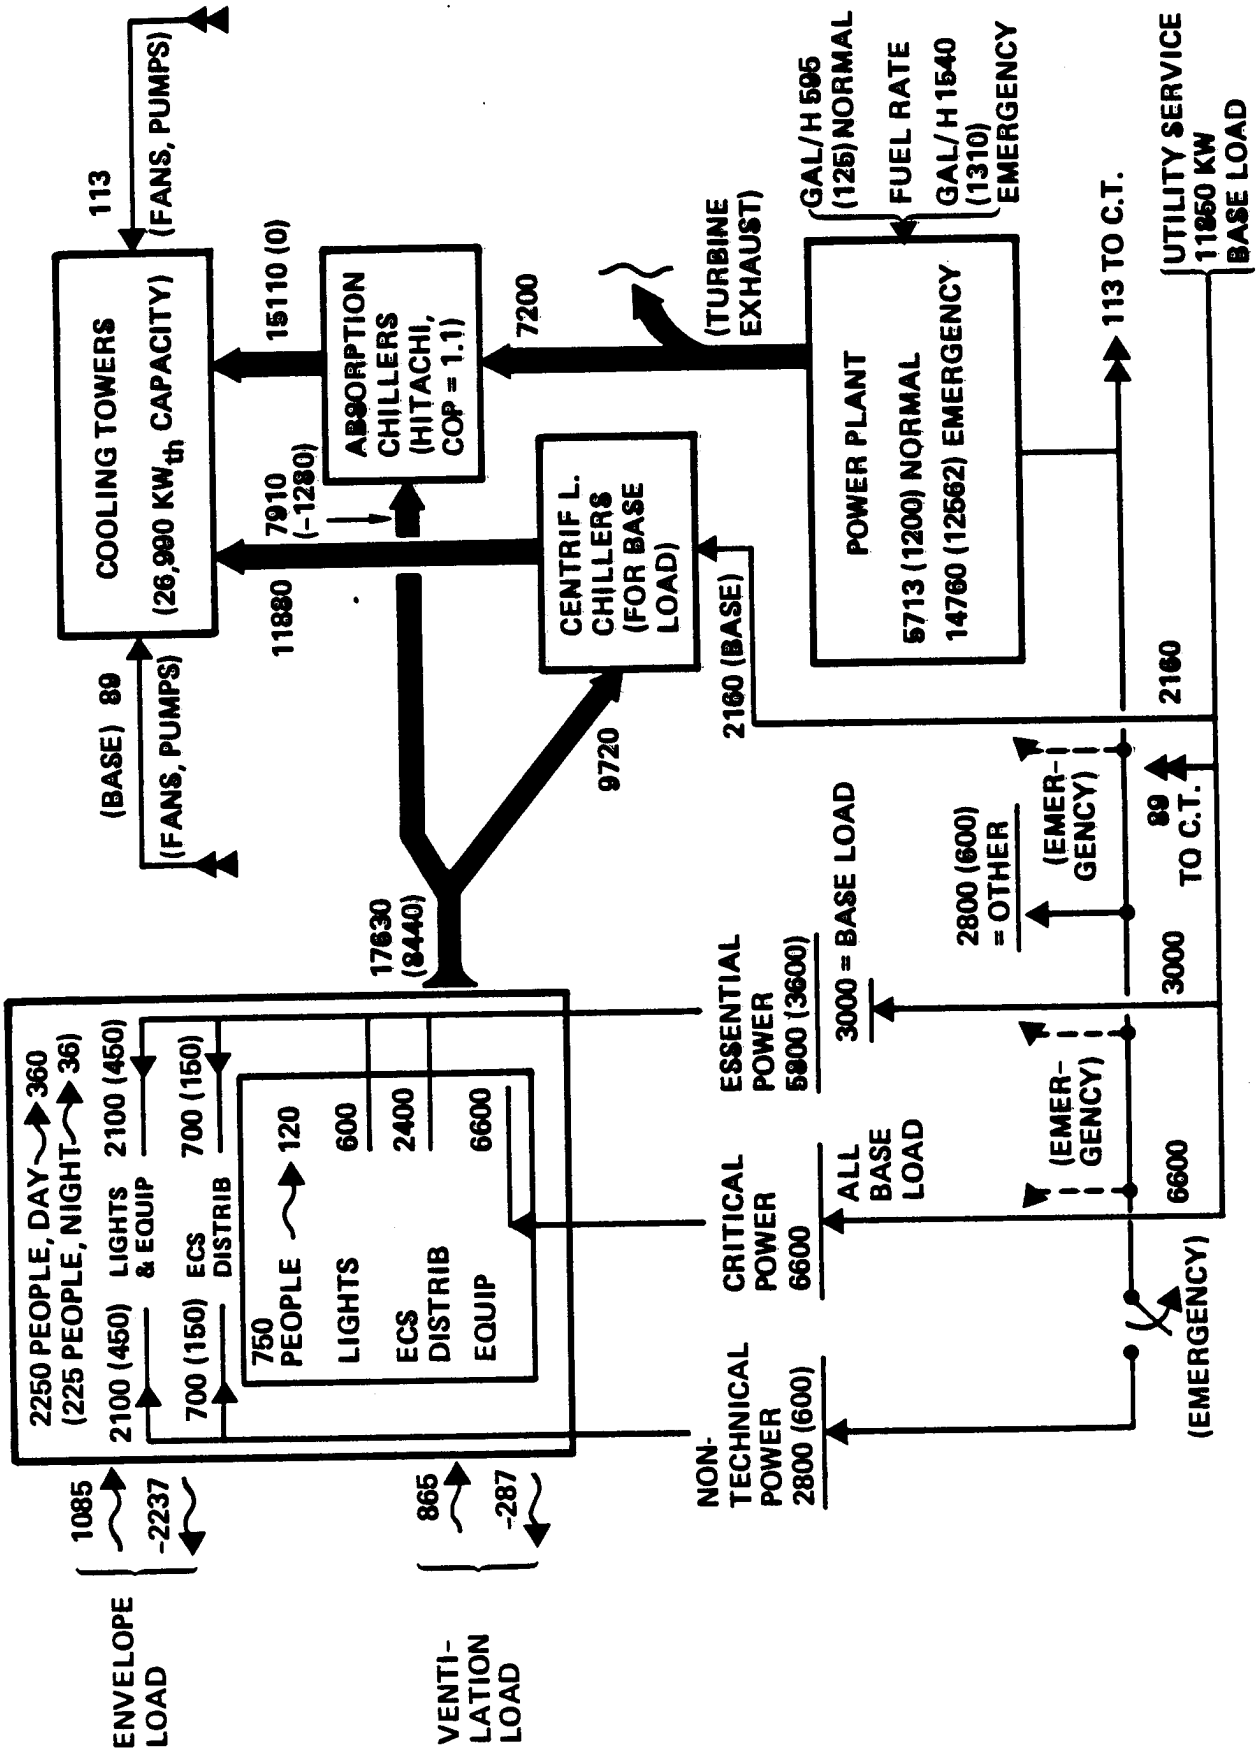 ENVELOPE
LOAD
1085
-2237
VENTI-
LATION
LOAD
865
-287
2250 PEOPLE, DAY 360
(225 PEOPLE, NIGHT 36)
2100 (450)
LIGHTS
& EQUIP
2100 (450)
700 (150)
ECS
DISTRIB
700 (150)
750
PEOPLE
120
LIGHTS
600
ECS
DISTRIB
2400
EQUIP
6600
17630
(8440)
(BASE) 89
(FANS, PUMPS)
COOLING TOWERS
(26,990 KWth CAPACITY)
113
(FANS, PUMPS)
11880
7910
(-1280)
15110 (0)
ABSORPTION
CHILLERS
(HITACHI,
COP = 1.1)
7200
9720
CENTRIF L.
CHILLERS
(FOR BASE
LOAD)
2160 (BASE)
(TURBINE
EXHAUST)
POWER PLANT
5713 (1200) NORMAL
14760 (12562) EMERGENCY
GAL/H 595
(125) NORMAL
FUEL RATE
GAL/H 1540
(1310)
EMERGENCY
NON-
TECHNICAL
POWER
2800 (600)
CRITICAL
POWER
6600
ALL
BASE
LOAD
ESSENTIAL
POWER
5800 (3600)
3000 = BASE LOAD
2800 (600)
= OTHER
(EMER-
GENCY)
(EMER-
GENCY)
113 TO C.T.
(EMERGENCY)
6600
3000
89
TO C.T.
2160
UTILITY SERVICE
11850 KW
BASE LOAD